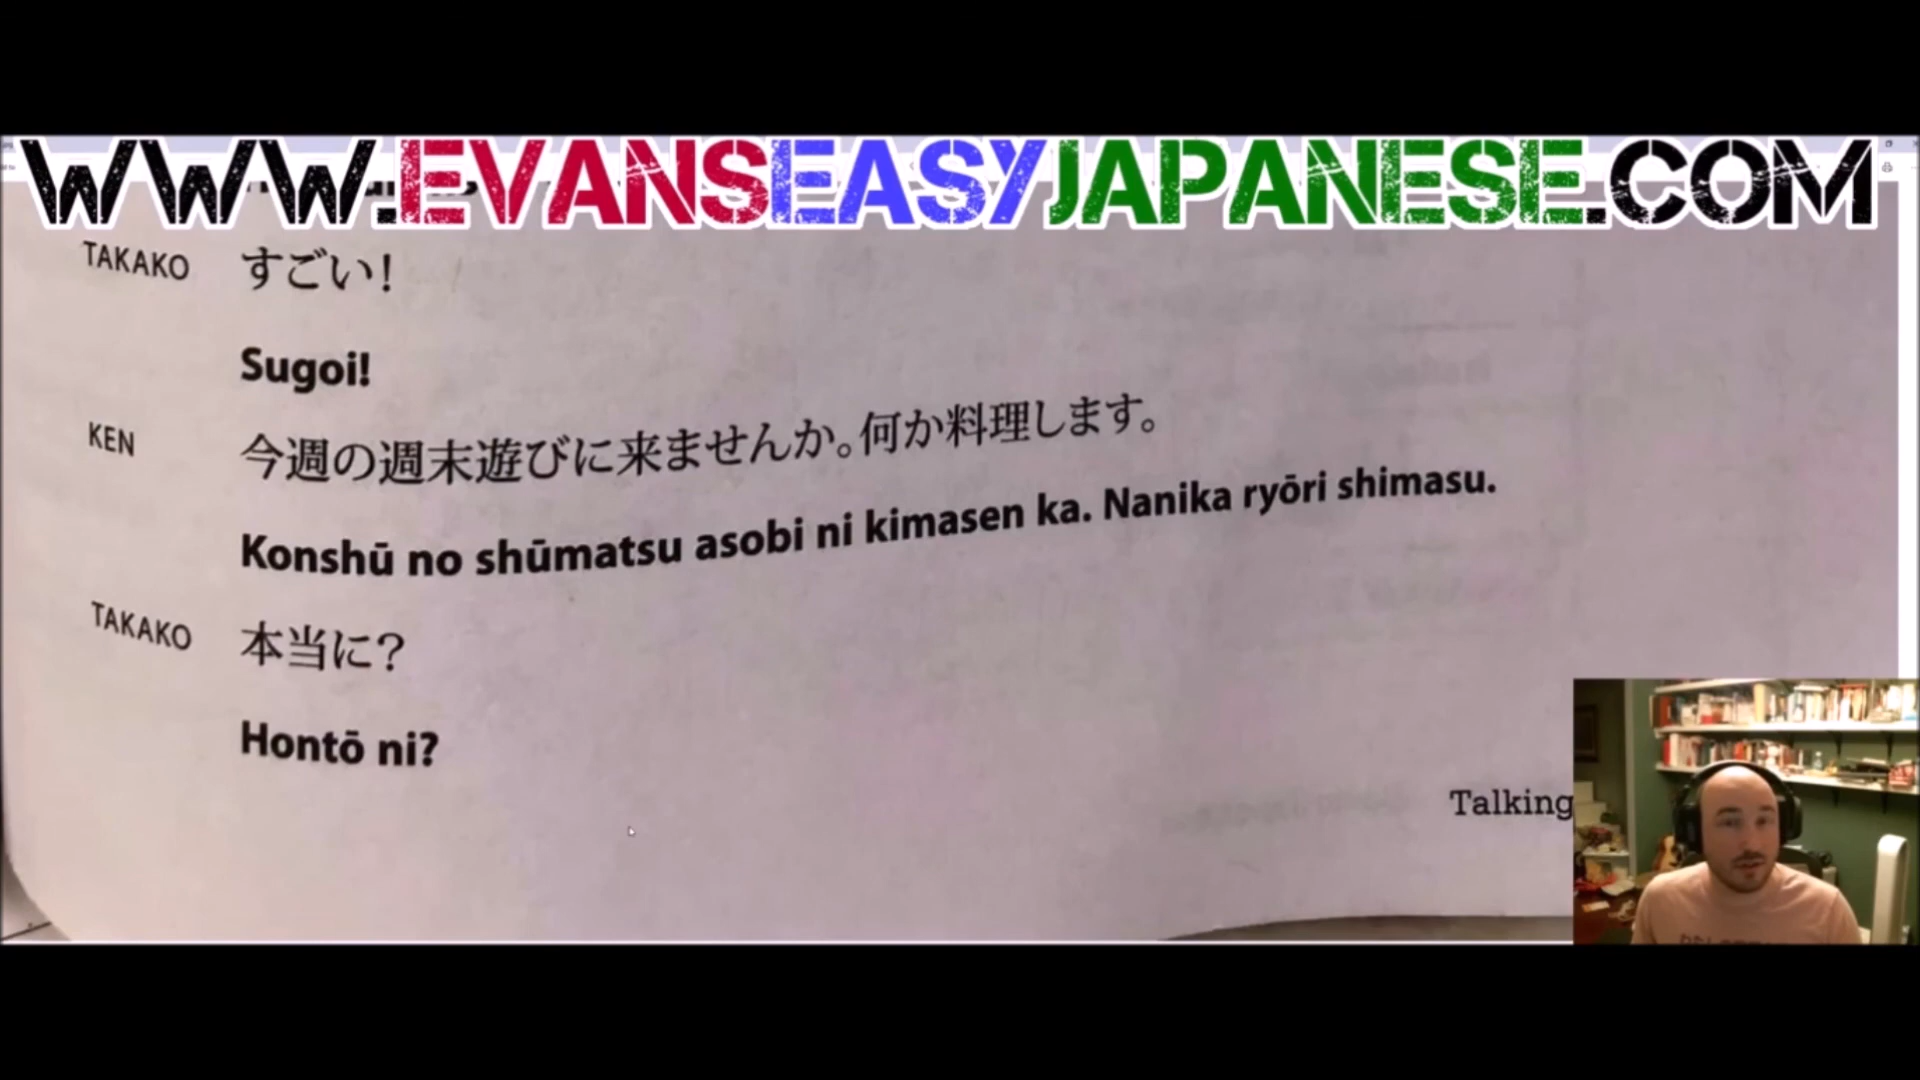 WWW.EVANSEASYJAPANESE.COM
TAKAKO すごい!
Sugoi!
KEN 今週の週末遊びに来ませんか。何か料理します。
Konshū no shūmatsu asobi ni kimasen ka. Nanika ryōri shimasu.
TAKAKO 本当に?
Hontō ni?
Talking